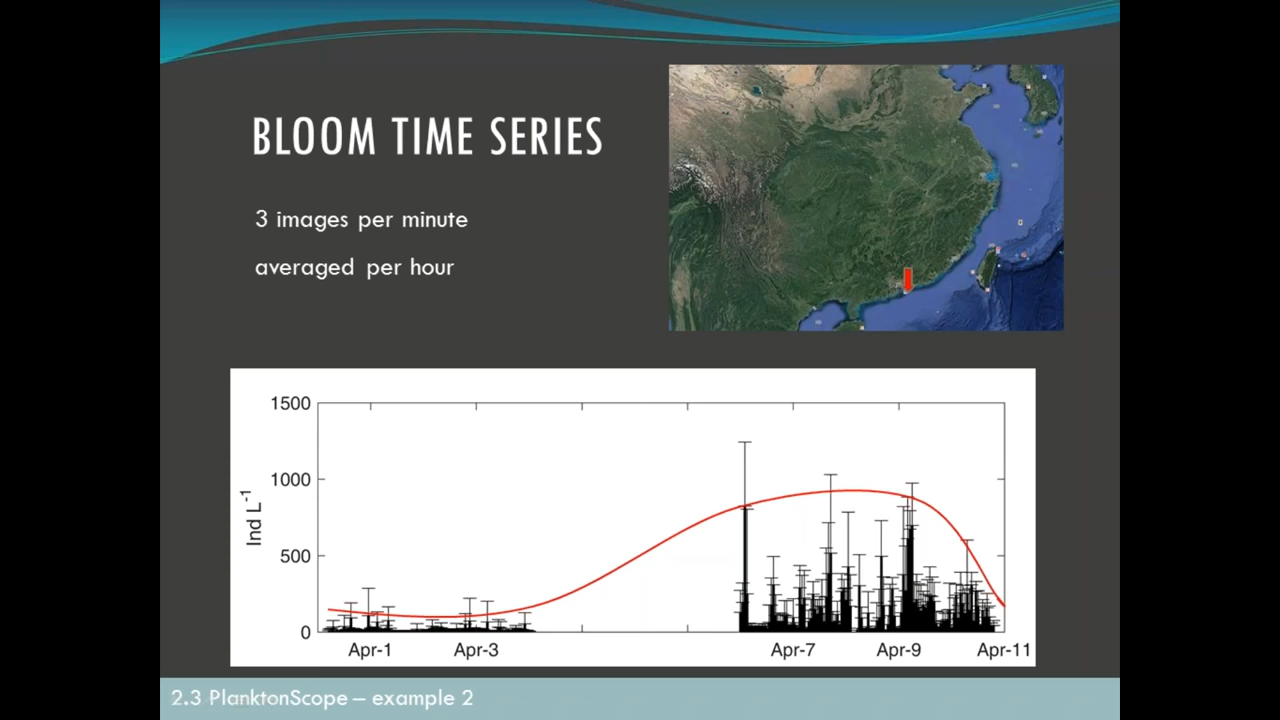 BLOOM TIME SERIES
3 images per minute
averaged per hour
1500
1000
500
0
Ind L-1
Apr-1
Apr-3
Apr-7
Apr-9
Apr-11
2.3 PlanktonScope – example 2